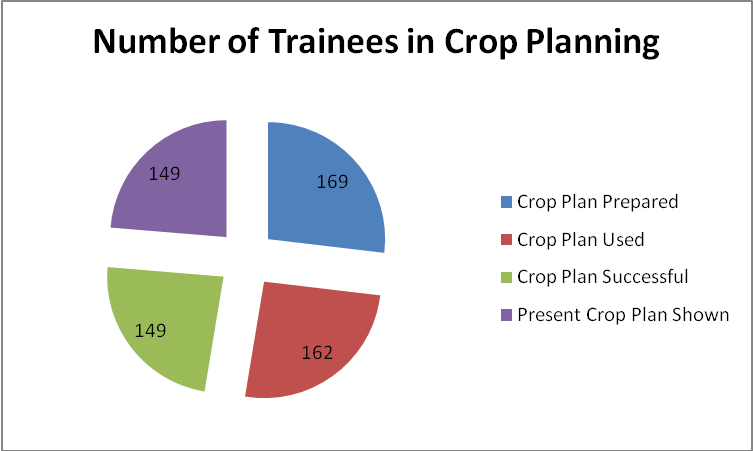 Number of Trainees in Crop Planning
149
169
149
162
Crop Plan Prepared
Crop Plan Used
Crop Plan Successful
Present Crop Plan Shown